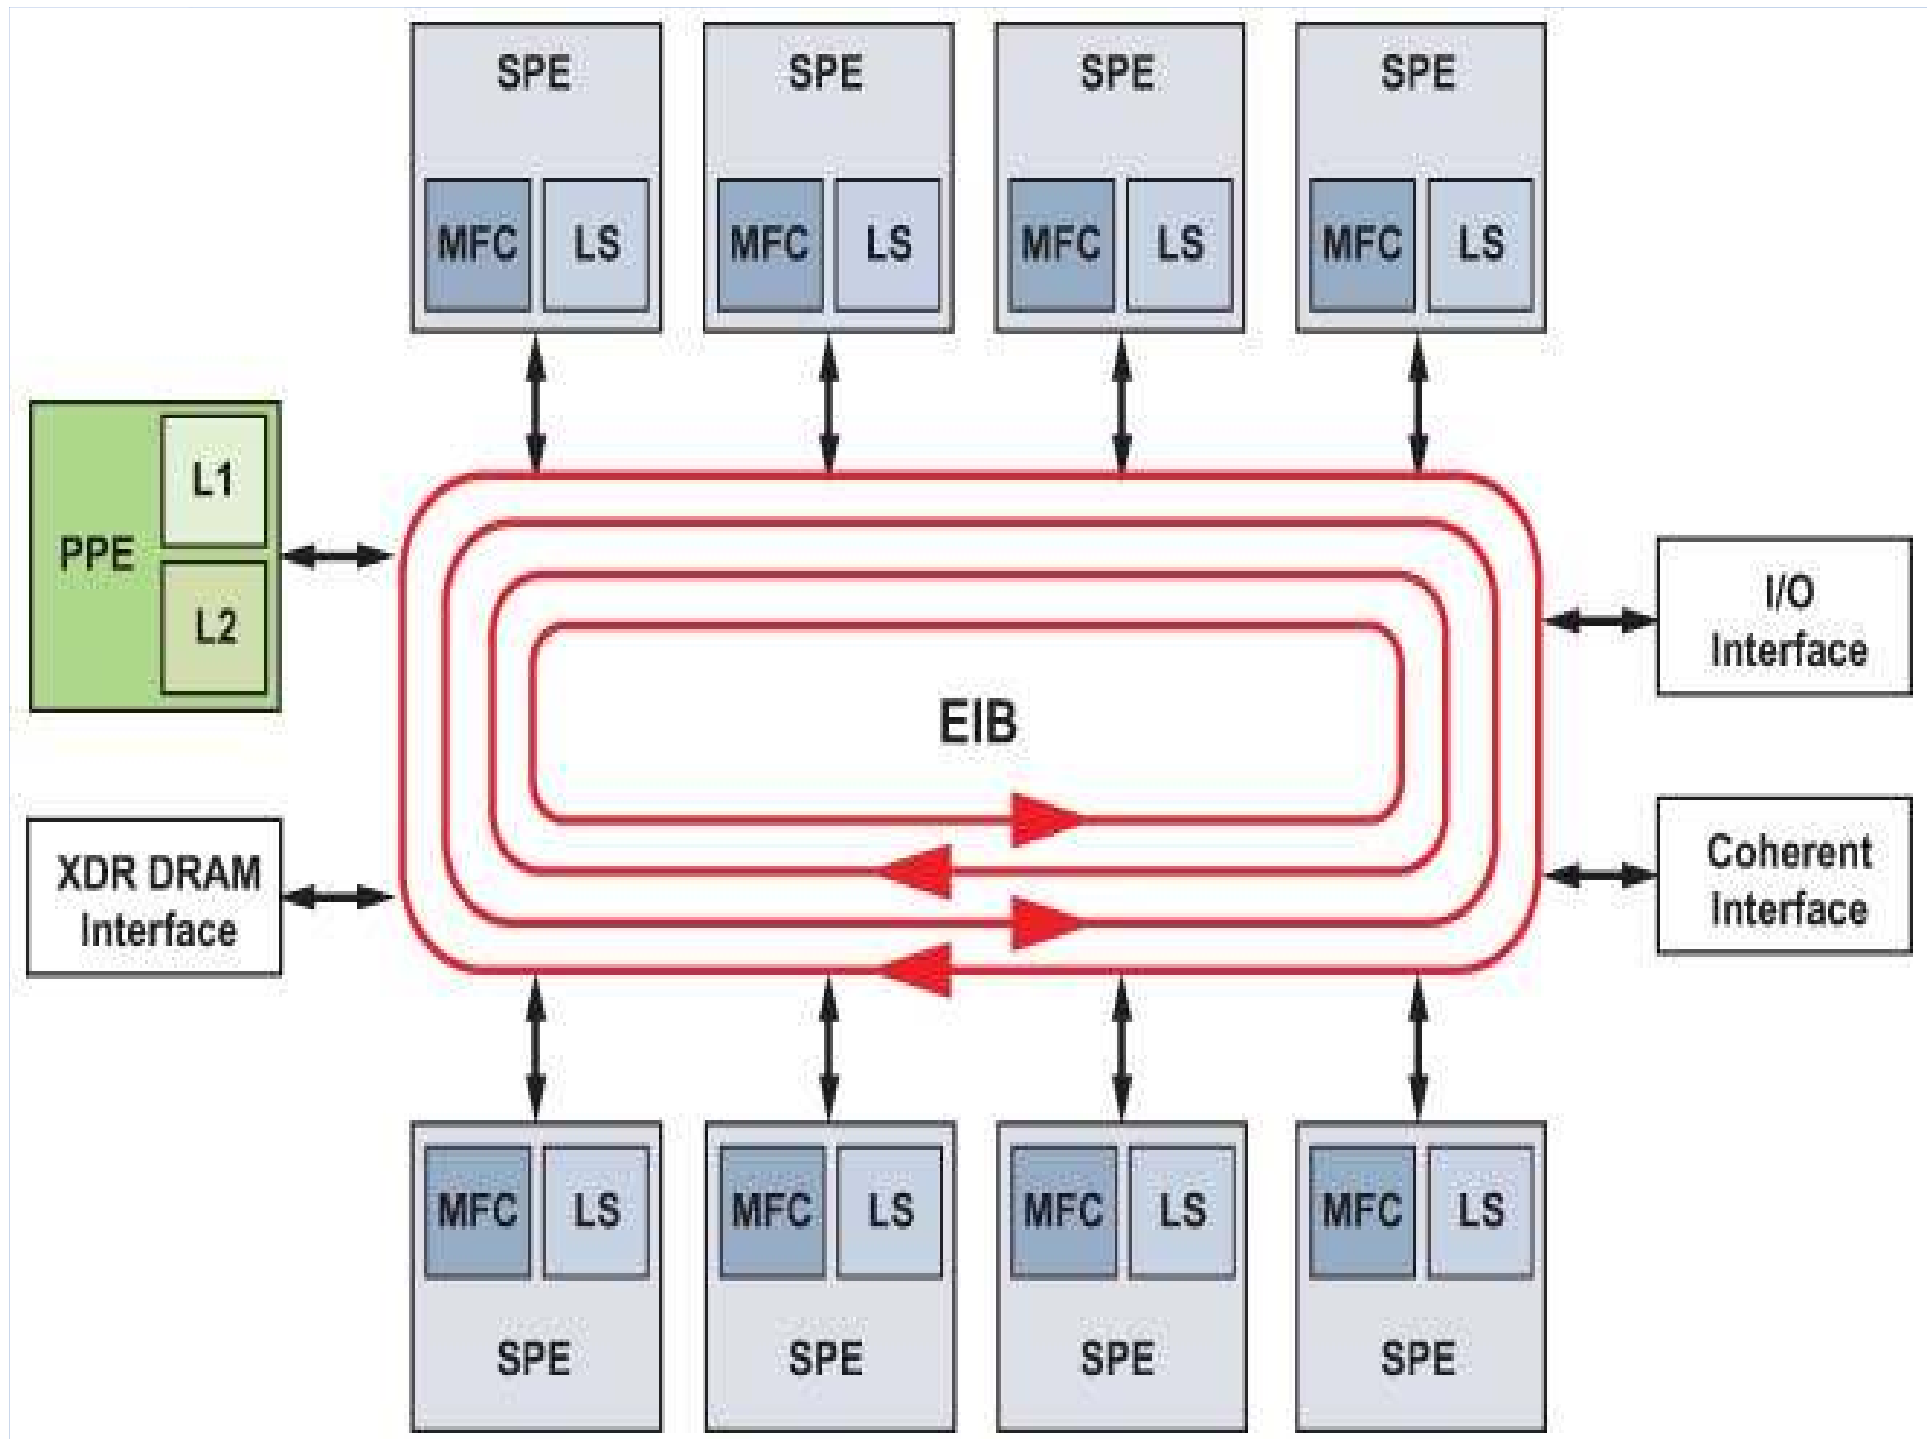 SPE
SPE
SPE
SPE
MFC LS
MFC LS
MFC LS
MFC LS
L1
PPE
L2
I/O
Interface
EIB
XDR DRAM
Interface
Coherent
Interface
MFC LS
MFC LS
MFC LS
MFC LS
SPE
SPE
SPE
SPE